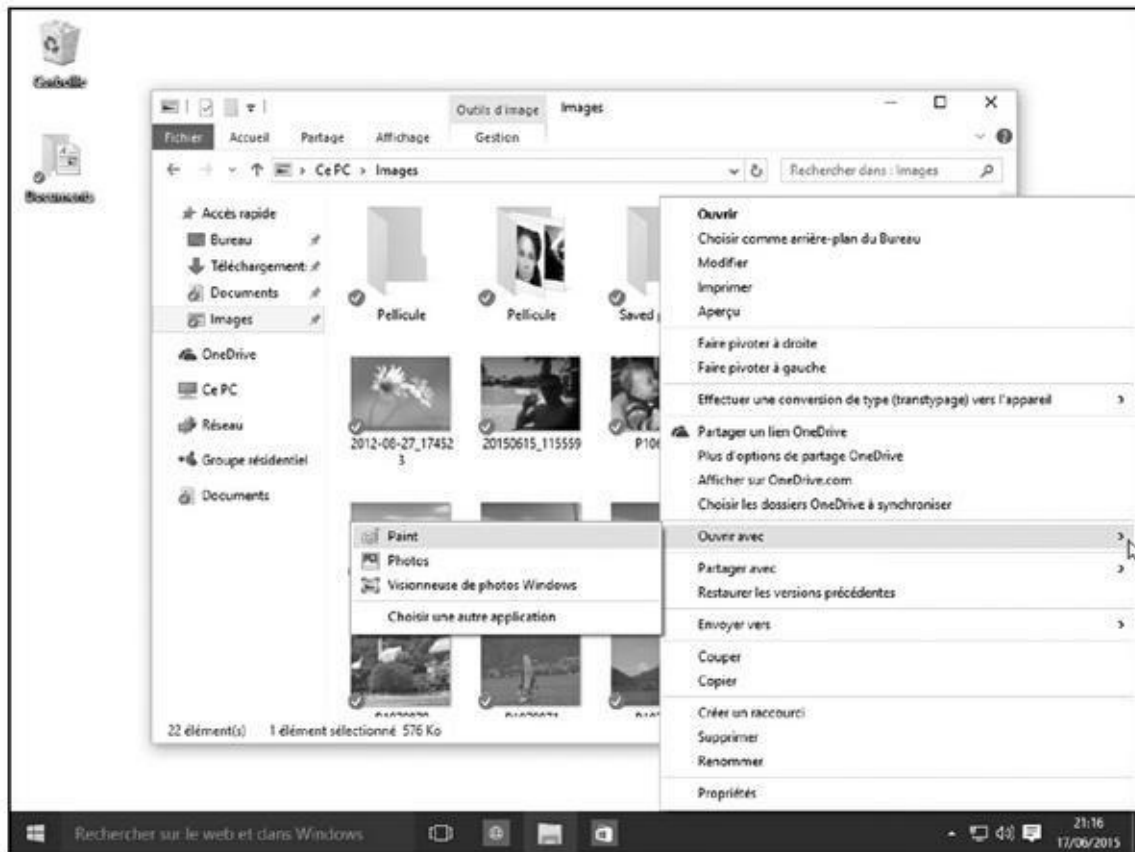 Corbeille
Documents
Outils d'image
Images
Fichier
Accueil
Partage
Affichage
Gestion
Ce PC > Images
Rechercher dans : Images
Accès rapide
Bureau
Téléchargement:
Documents
Images
OneDrive
Ce PC
Réseau
Groupe résidentiel
Documents
Pellicule
Pellicule
Saved
2012-08-27_17452
3
20150615_115559
P106
Paint
Photos
Visionneuse de photos Windows
Choisir une autre application
22 élément(s)
1 élément sélectionné 576 Ko
Ouvrir
Choisir comme arrière-plan du Bureau
Modifier
Imprimer
Aperçu
Faire pivoter à droite
Faire pivoter à gauche
Effectuer une conversion de type (transtypage) vers l'appareil
Partager un lien OneDrive
Plus d'options de partage OneDrive
Afficher sur OneDrive.com
Choisir les dossiers OneDrive à synchroniser
Ouvrir avec
Partager avec
Restaurer les versions précédentes
Envoyer vers
Couper
Copier
Créer un raccourci
Supprimer
Renommer
Propriétés
Rechercher sur le web et dans Windows
21:16
17/06/2015